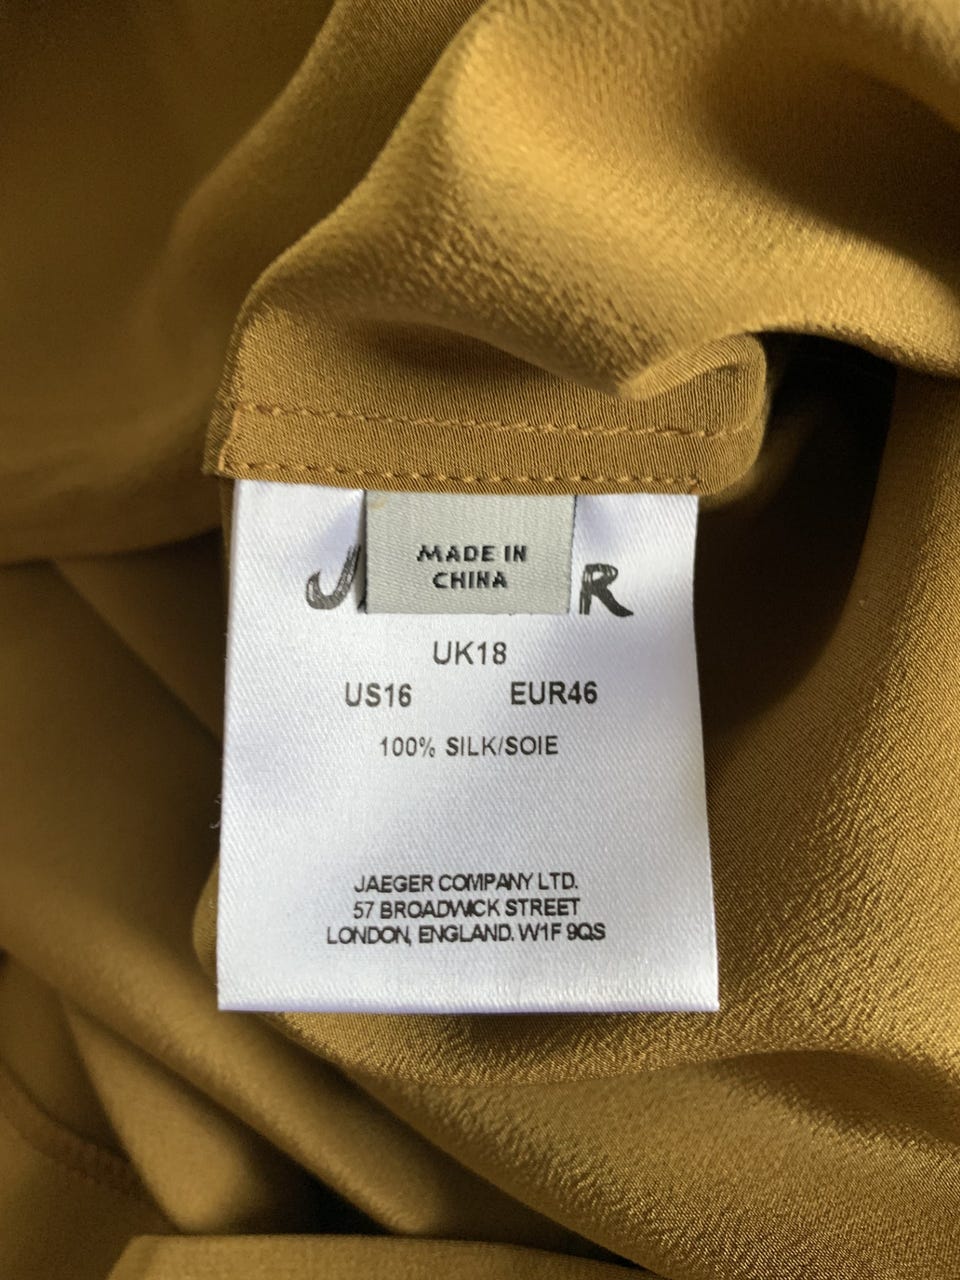 MADE IN
CHINA
J R
UK18
US16 EUR46
100% SILK/SOIE
JAEGER COMPANY LTD.
57 BROADWICK STREET
LONDON, ENGLAND. W1F 9QS